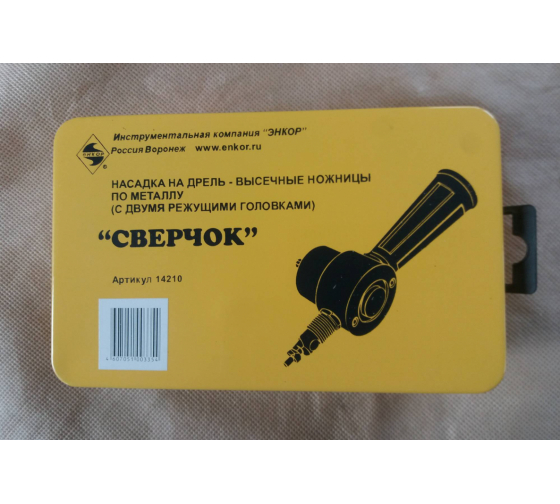 ЭНКОР
®
Инструментальная компания "ЭНКОР"
Россия Воронеж www.enkor.ru
НАСАДКА НА ДРЕЛЬ - ВЫСЕЧНЫЕ НОЖНИЦЫ
ПО МЕТАЛЛУ
(С ДВУМЯ РЕЖУЩИМИ ГОЛОВКАМИ)
"СВЕРЧОК"
Артикул 14210